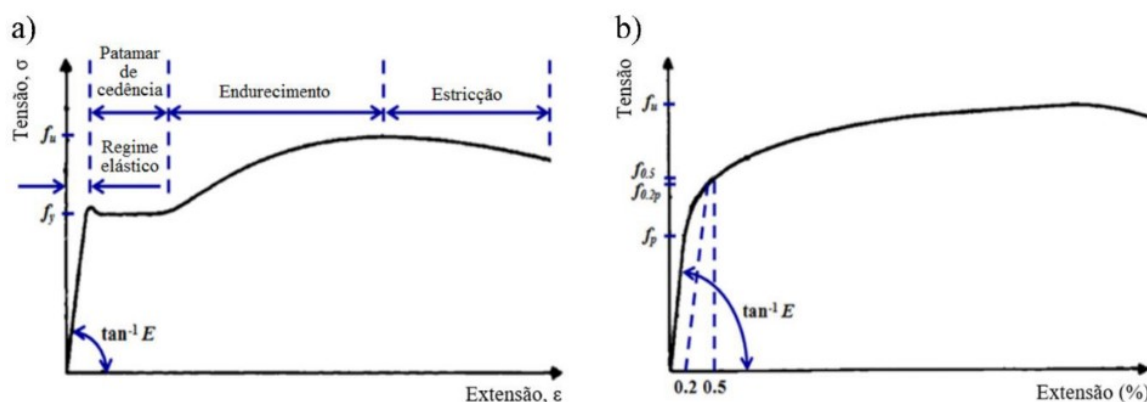 a)
Tensão, σ
Patamar
de
cedência
Endurecimento
Estricção
Regime
elástico
fu
fy
tan⁻¹ E
Extensão, ε
b)
Tensão
fu
f0.5
f0.2p
fp
tan⁻¹ E
0.2 0.5
Extensão (%)